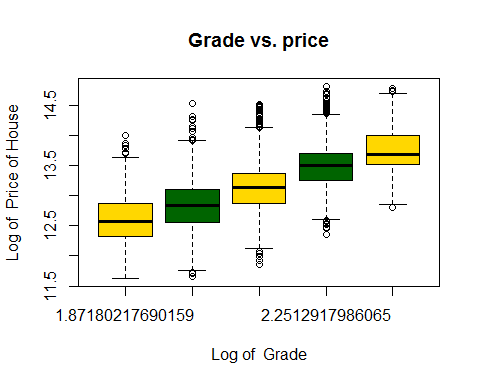 Grade vs. price
Log of  Price of House
14.5
13.5
12.5
11.5
1.87180217690159
2.2512917986065
Log of  Grade